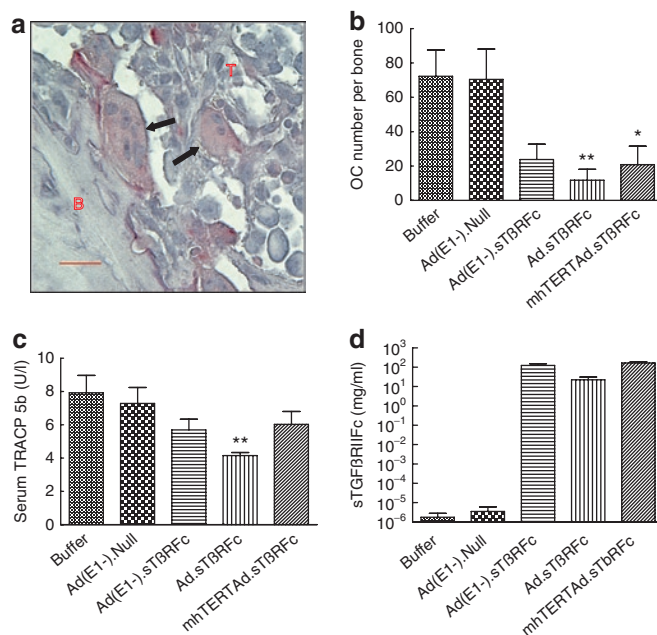 a
T
B
b
OC number per bone
100
80
60
40
20
0
**
*
Buffer
Ad(E1-).Null
Ad(E1-).sTβRFc
Ad.sTβRFc
mhTERTAd.sTβRFc
c
Serum TRACP 5b (U/l)
10
8
6
4
2
0
**
Buffer
Ad(E1-).Null
Ad(E1-).sTβRFc
Ad.sTβRFc
mhTERTAd.sTβRFc
d
sTGFβRIIFc (mg/ml)
10³
10²
10¹
10⁰
10⁻¹
10⁻²
10⁻³
10⁻⁴
10⁻⁵
10⁻⁶
Buffer
Ad(E1-).Null
Ad(E1-).sTβRFc
Ad.sTβRFc
mhTERTAd.sTbRFc